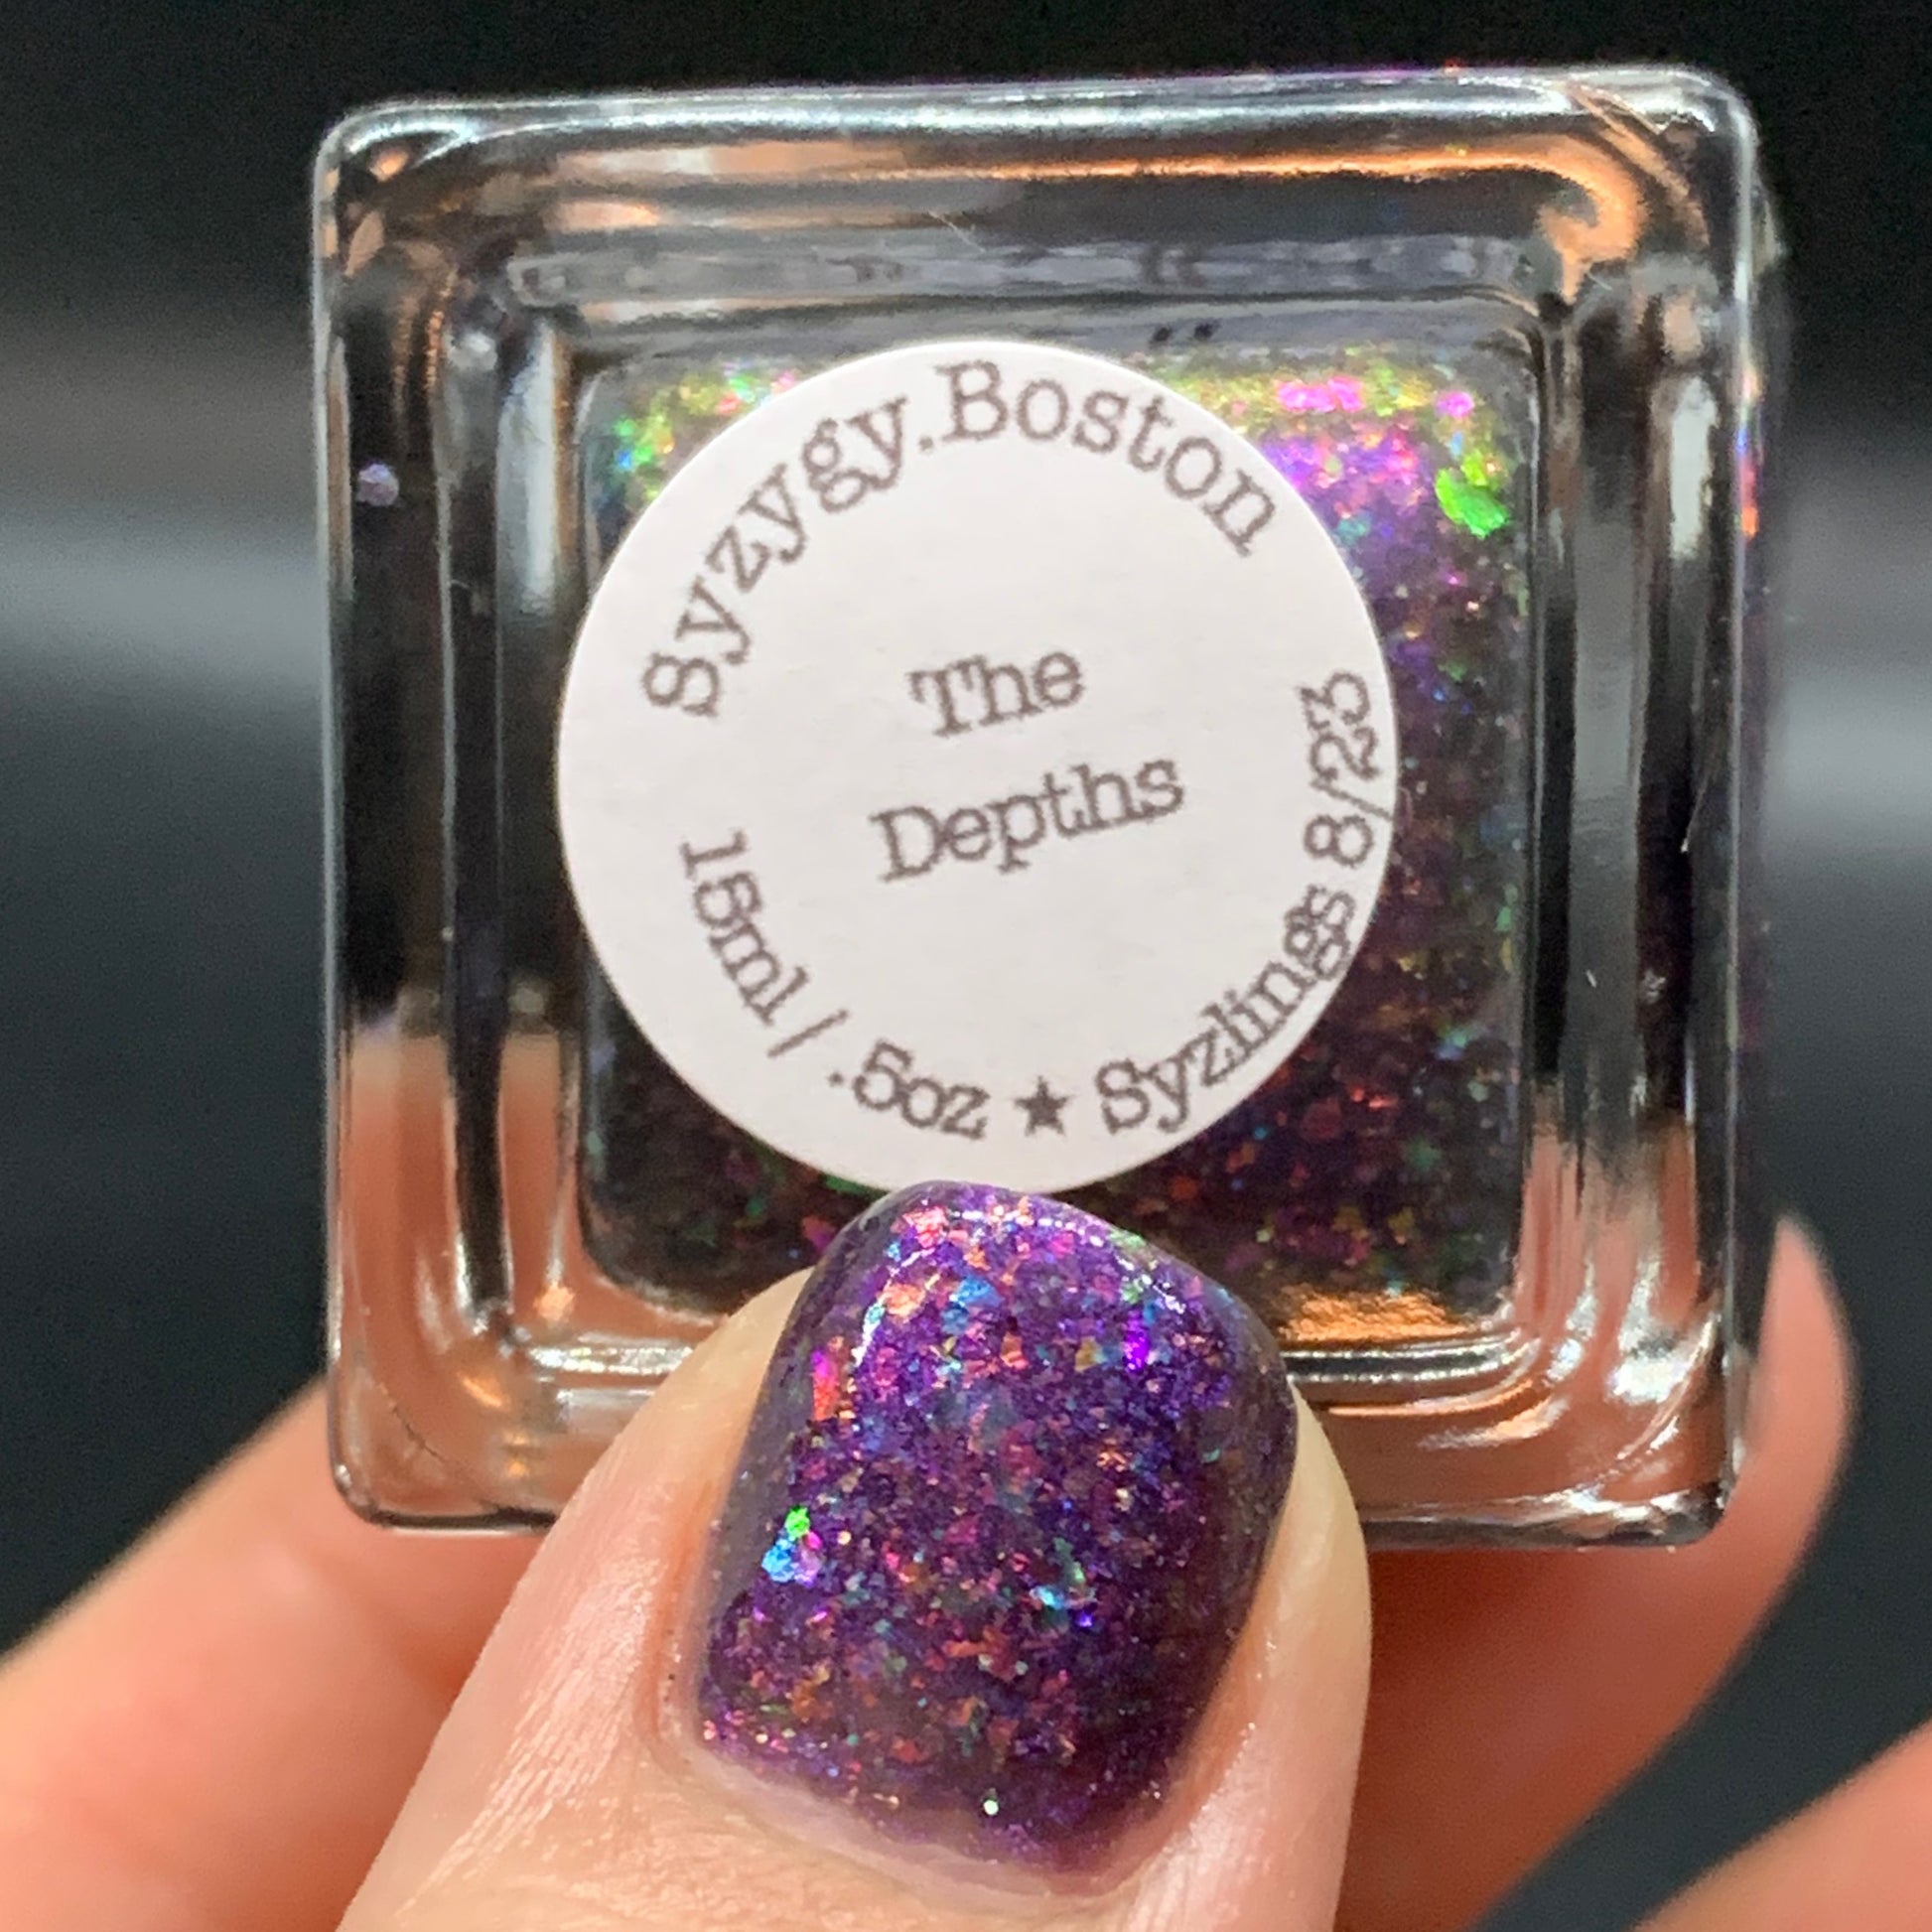 Syzygy.Boston
The
Depths
15ml / .5oz ★ Syzlings 8/23